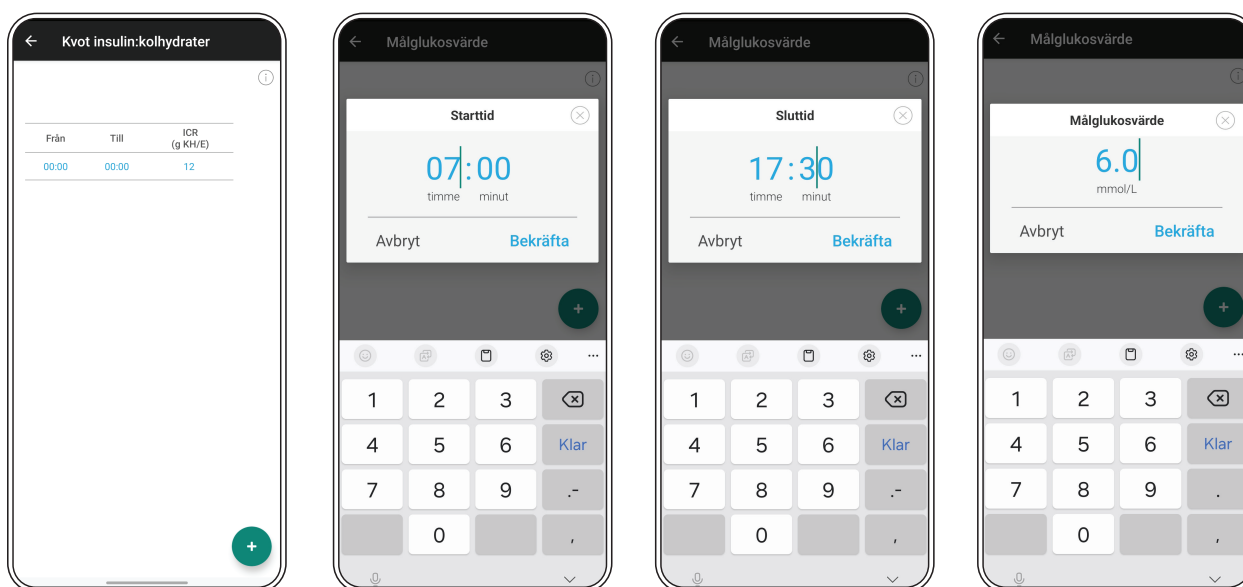 Kvot insulin:kolhydrater
Från Till ICR
(g KH/E)
00:00 00:00 12
Målglukosvärde
Starttid
07:00
timme minut
Avbryt Bekräfta
1 2 3
4 5 6 Klar
7 8 9 .-
0 ,
Målglukosvärde
Sluttid
17:30
timme minut
Avbryt Bekräfta
1 2 3
4 5 6 Klar
7 8 9 .-
0 ,
Målglukosvärde
Målglukosvärde
6.0
mmol/L
Avbryt Bekräfta
1 2 3
4 5 6 Klar
7 8 9 .
0 ,